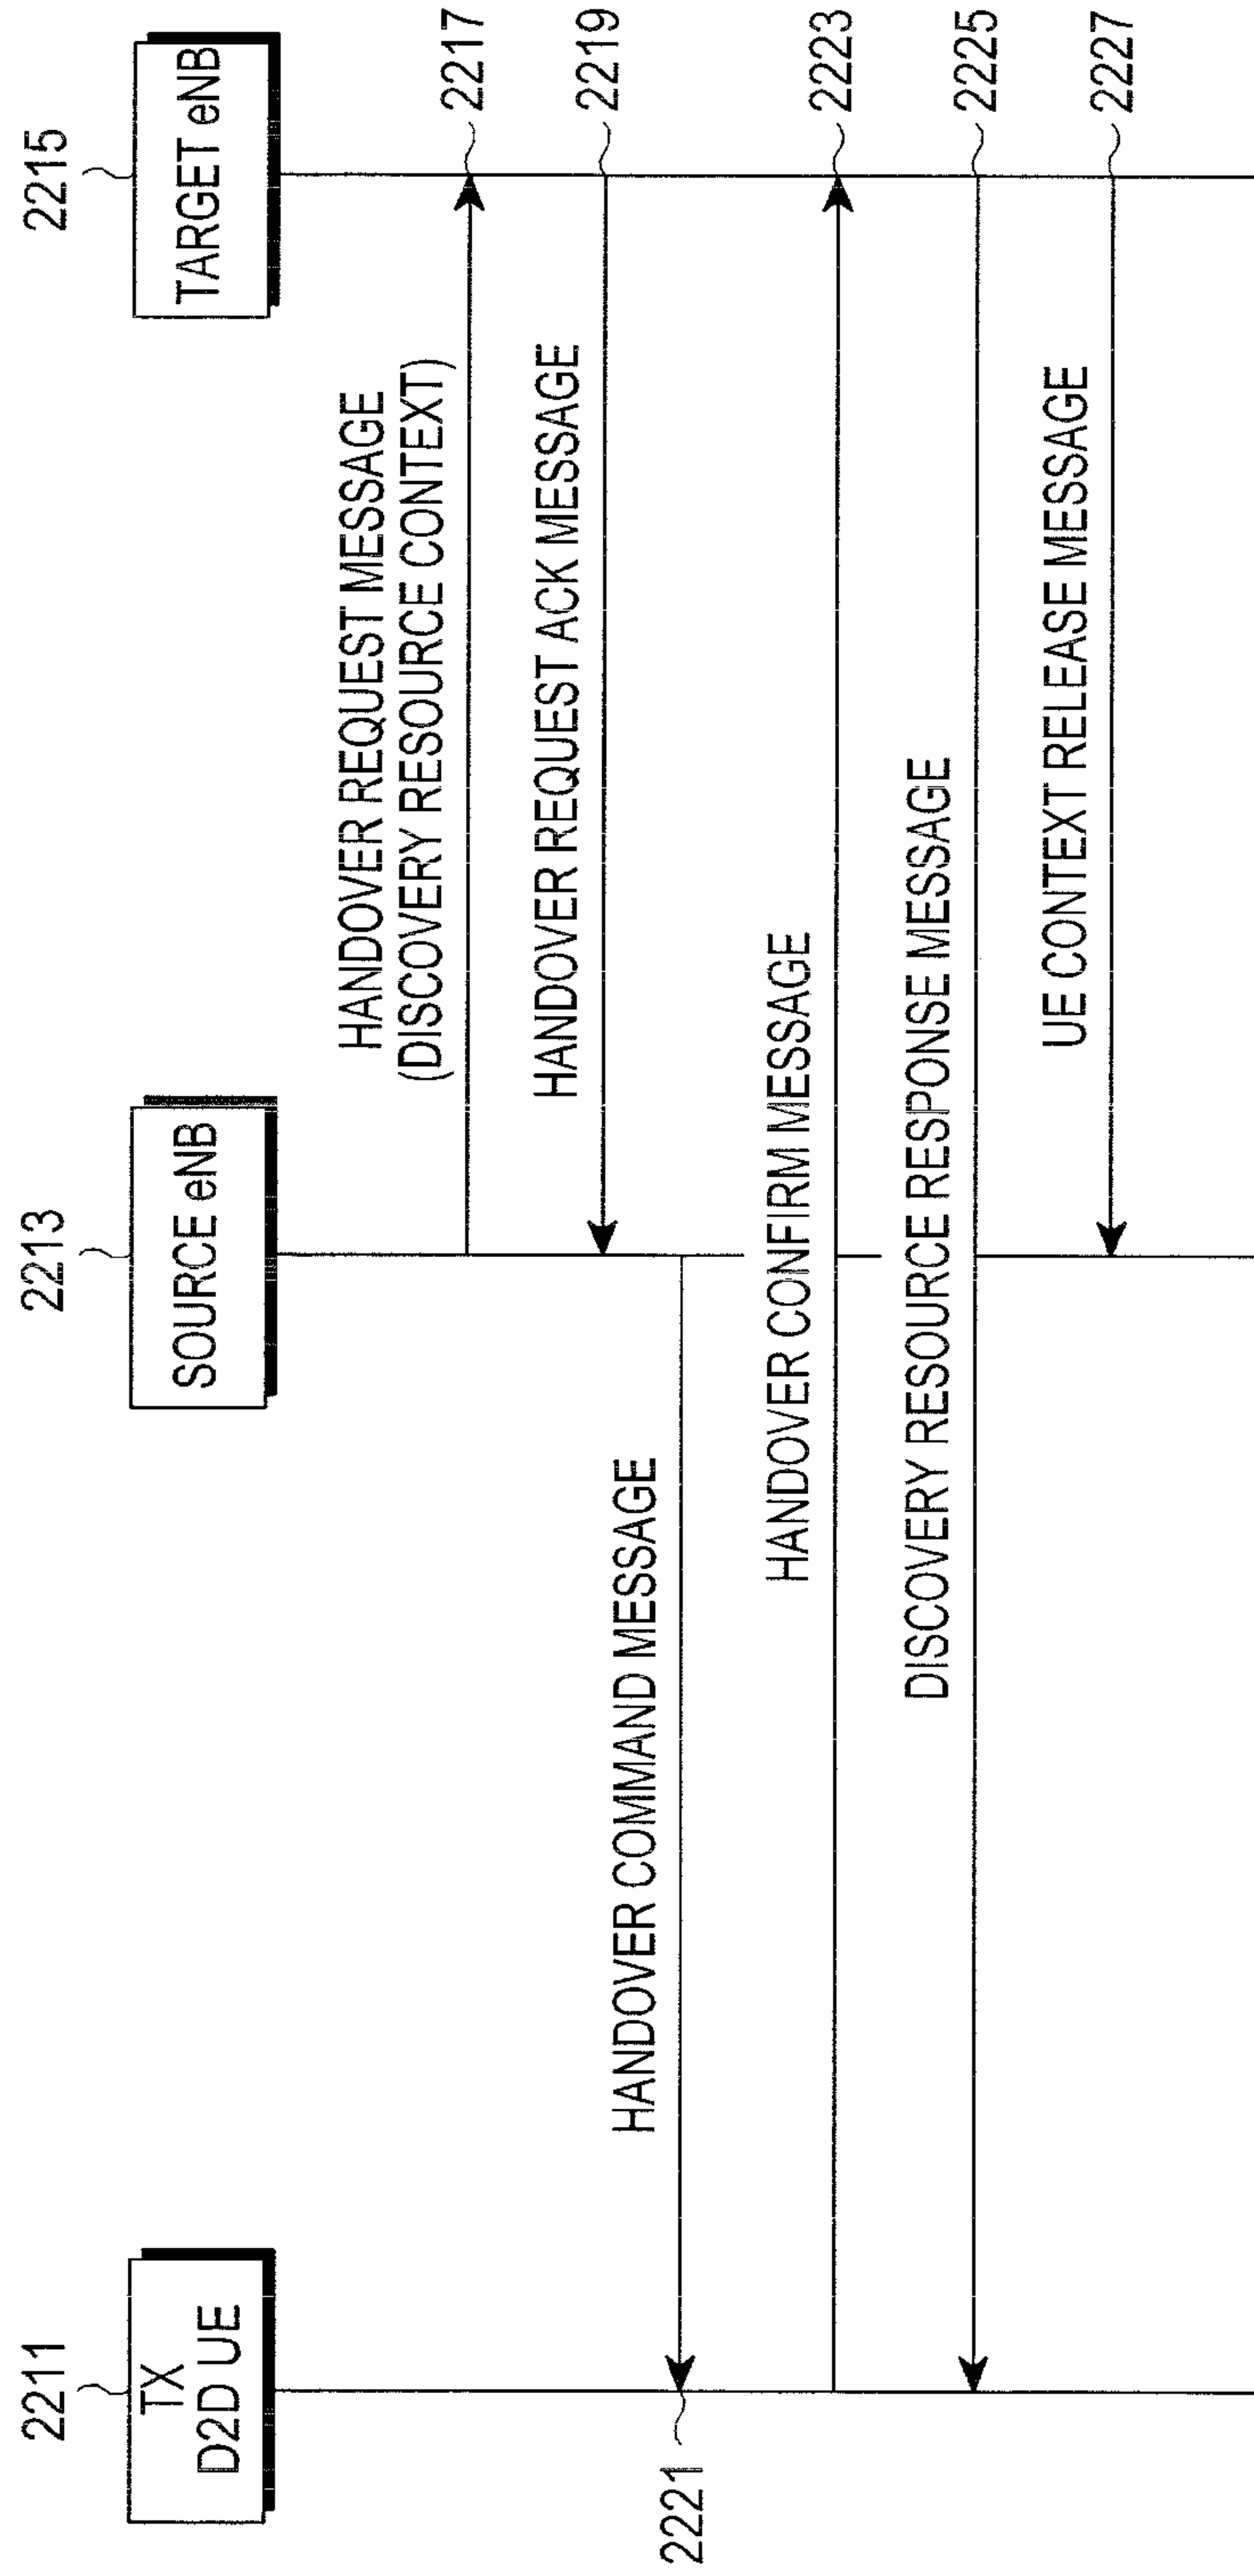 2211
TX
D2D UE
2213
SOURCE eNB
2215
TARGET eNB
HANDOVER REQUEST MESSAGE
(DISCOVERY RESOURCE CONTEXT)
2217
HANDOVER REQUEST ACK MESSAGE
2219
HANDOVER COMMAND MESSAGE
2221
HANDOVER CONFIRM MESSAGE
2223
DISCOVERY RESOURCE RESPONSE MESSAGE
2225
UE CONTEXT RELEASE MESSAGE
2227